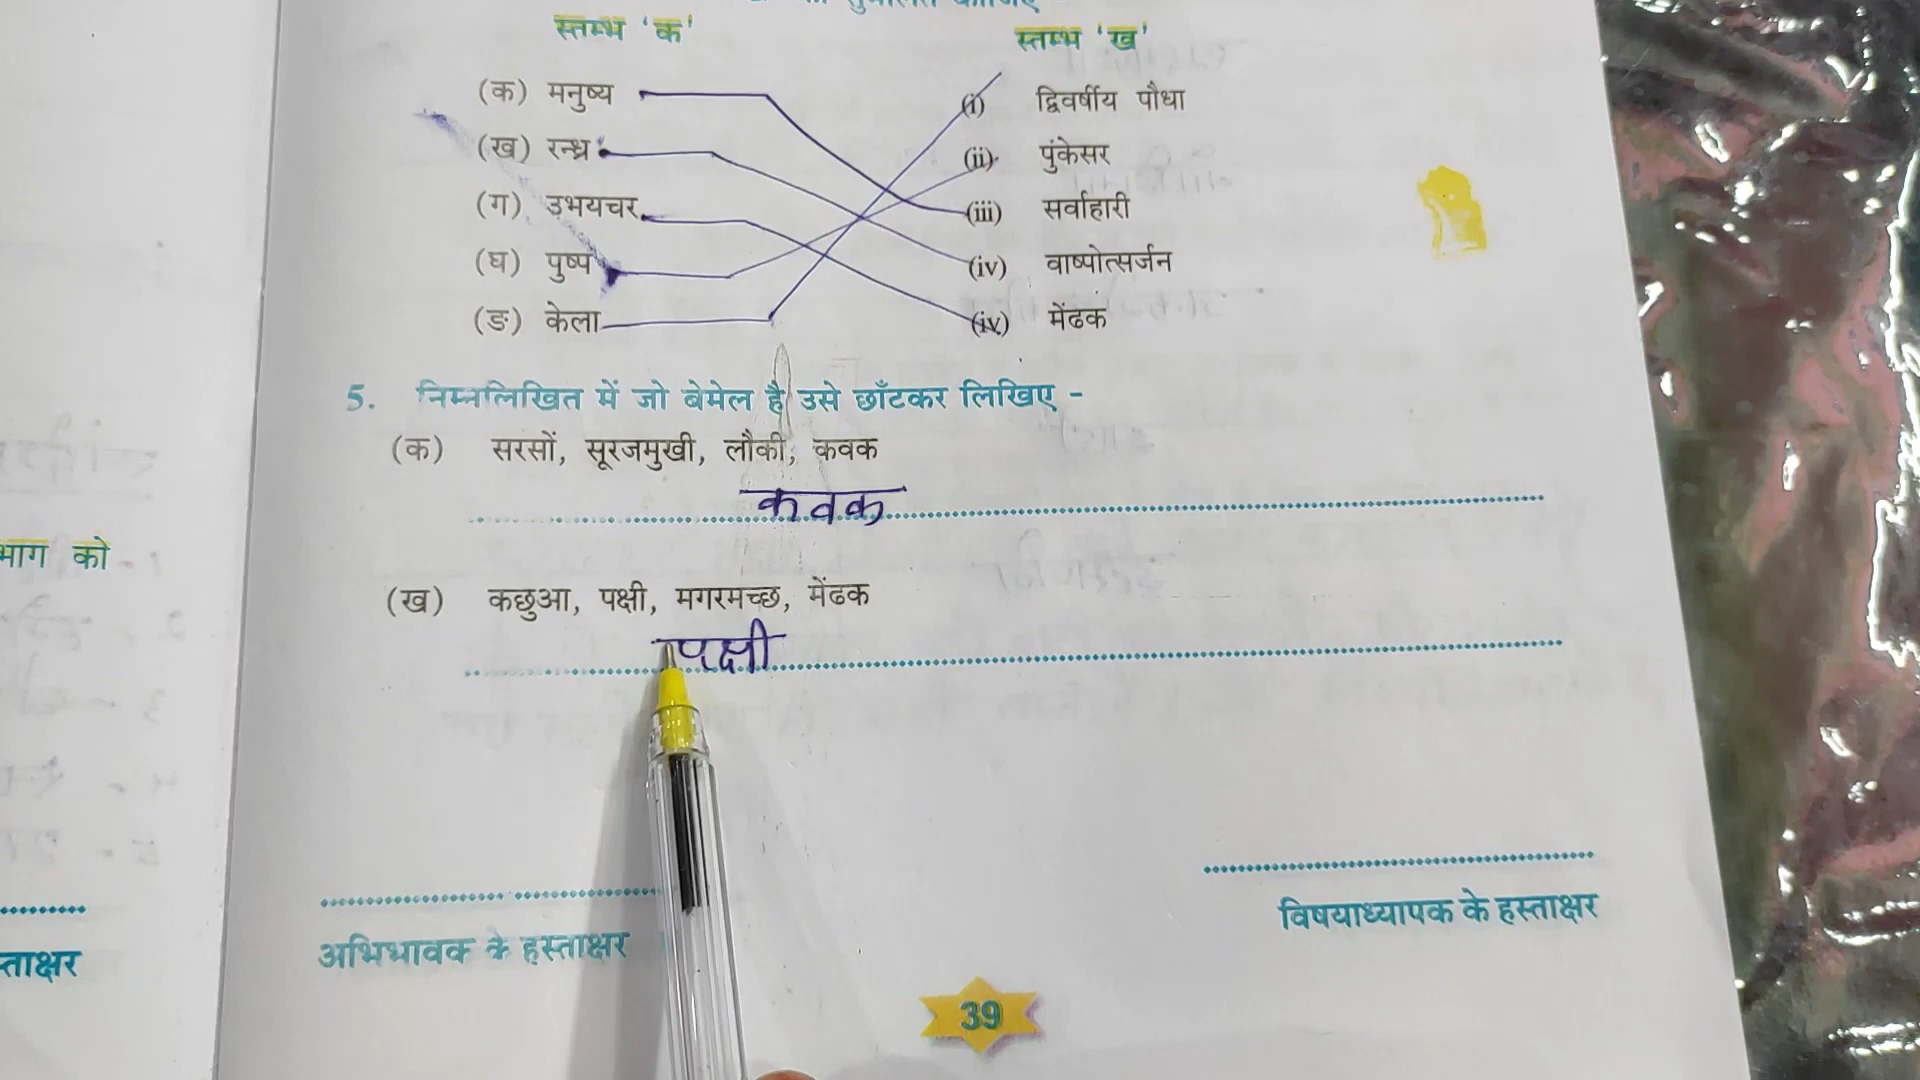 स्तम्भ 'क' स्तम्भ 'ख'
(क) मनुष्य (i) द्विवर्षीय पौधा
(ख) रन्ध्र (ii) पुंकेसर
(ग) उभयचर (iii) सर्वाहारी
(घ) पुष्प (iv) वाष्पोत्सर्जन
(ङ) केला (iv) मेंढक
5. निम्नलिखित में जो बेमेल है उसे छाँटकर लिखिए -
(क) सरसों, सूरजमुखी, लौकी, कवक
कवक
(ख) कछुआ, पक्षी, मगरमच्छ, मेंढक
पक्षी
भाग को
विषयाध्यापक के हस्ताक्षर
अभिभावक के हस्ताक्षर
39